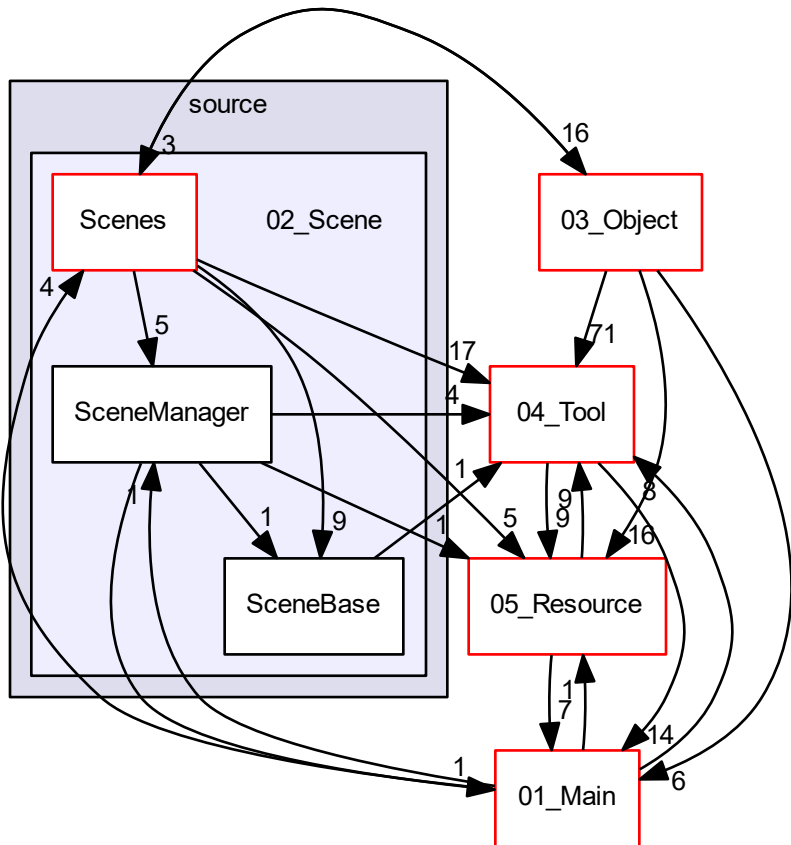 16
source
3
Scenes
02_Scene
03_Object
4
5
71
17
SceneManager
4
04_Tool
1
1
9
8
1
9
1
9
5
16
SceneBase
05_Resource
1
7
14
1
6
01_Main